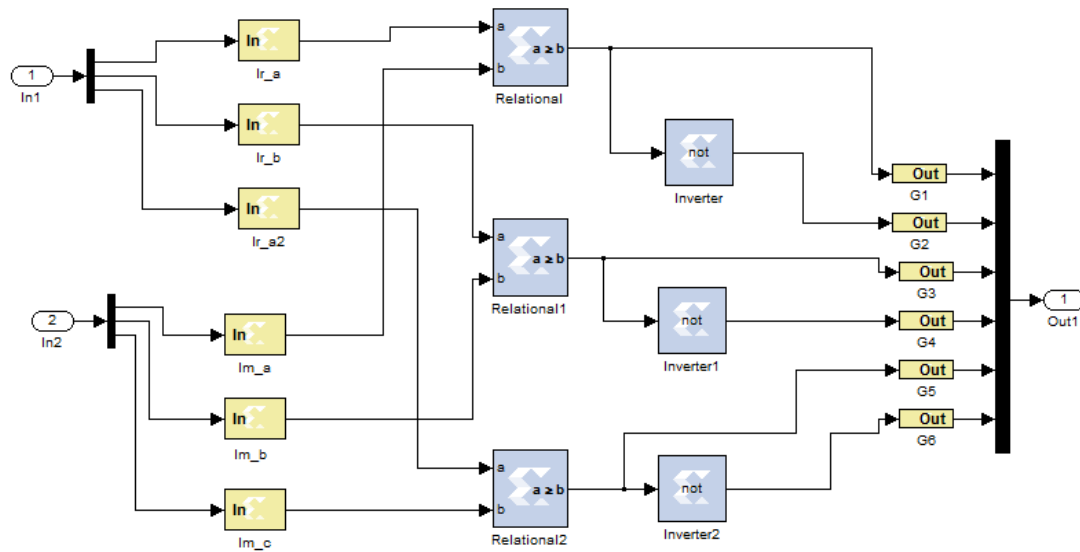 1
In1
In
Ir_a
In
Ir_b
In
Ir_a2
2
In2
In
Im_a
In
Im_b
In
Im_c
a
b
a ≥ b
Relational
a
b
a ≥ b
Relational1
a
b
a ≥ b
Relational2
not
Inverter
not
Inverter1
not
Inverter2
Out
G1
Out
G2
Out
G3
Out
G4
Out
G5
Out
G6
1
Out1